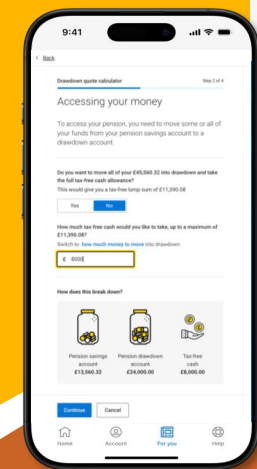 9:41
< Back
Drawdown quote calculator Step 2 of 4
Accessing your money
To access your pension, you need to move some or all of
your funds from your pension savings account to a
drawdown account.
Do you want to move all of your £45,560.32 into drawdown and take
the full tax-free cash allowance?
This would give you a tax-free lump sum of £11,390.08
Yes No
How much tax-free cash would you like to take, up to a maximum of
£11,390.08?
Switch to how much money to move into drawdown
£ 8000
How does this break down?
Pension savings Pension drawdown Tax-free
account account cash
£13,560.32 £24,000.00 £8,000.00
Continue Cancel
Home Account For you Help